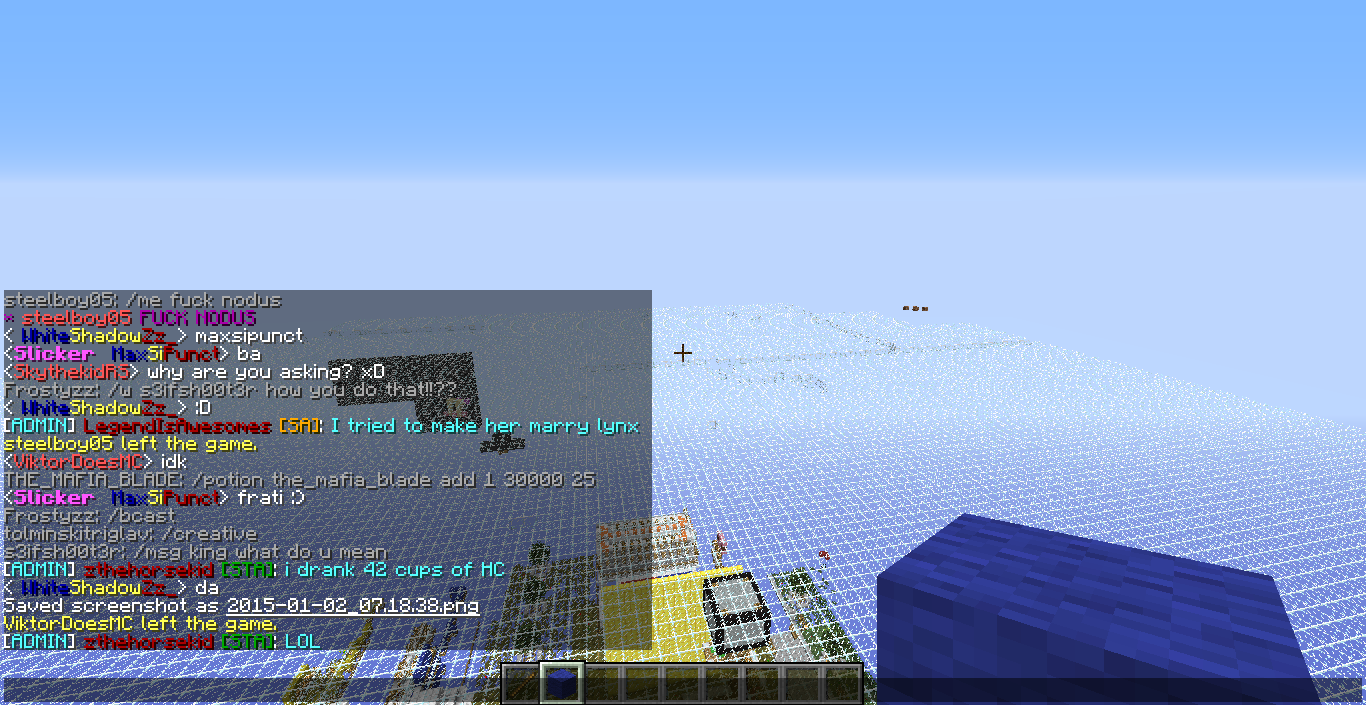 steelboy05: /me fuck nodus
* steelboy05 FUCK NODUS
< WhiteShadowZz_> maxsipunct
<Slicker MaxSiPunct> ba
<SkythekidRS> why are you asking? xD
Frostyzz: /w s3ifsh00t3r how you do that!!??
< WhiteShadowZz_> :D
[ADMIN] LegendIsAwesomes [SA]: I tried to make her marry lynx
steelboy05 left the game.
<ViktorDoesMC> idk
THE_MAFIA_BLADE: /potion the_mafia_blade add 1 30000 25
<Slicker MaxSiPunct> frati :)
Frostyzz: /bcast
tolminskitriglav: /creative
s3ifsh00t3r: /msg king what do u mean
[ADMIN] zthehorsekid [STA]: i drank 42 cups of HC
< WhiteShadowZz_> da
Saved screenshot as 2015-01-02_07.18.38.png
ViktorDoesMC left the game.
[ADMIN] zthehorsekid [STA]: LOL